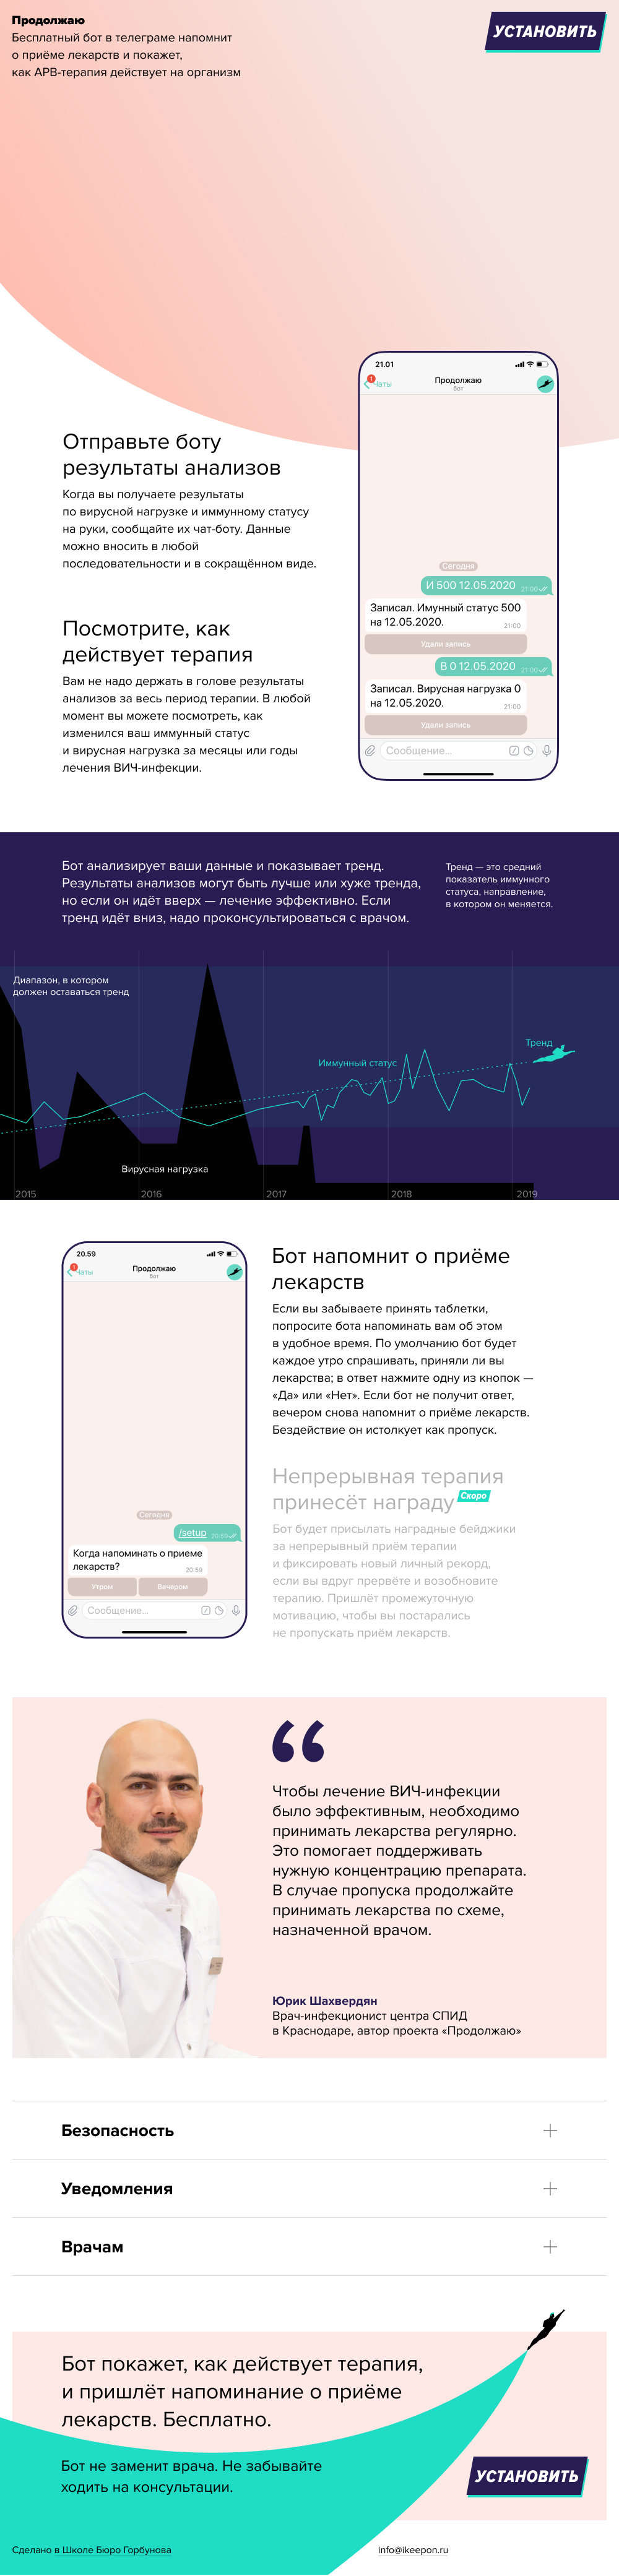 Продолжаю
Бесплатный бот в телеграме напомнит
о приёме лекарств и покажет,
как АРВ-терапия действует на организм
УСТАНОВИТЬ
21.01
1
Чаты
Продолжаю
бот
Отправьте боту
результаты анализов
Когда вы получаете результаты
по вирусной нагрузке и иммунному статусу
на руки, сообщайте их чат-боту. Данные
можно вносить в любой
последовательности и в сокращённом виде.
Посмотрите, как
действует терапия
Вам не надо держать в голове результаты
анализов за весь период терапии. В любой
момент вы можете посмотреть, как
изменился ваш иммунный статус
и вирусная нагрузка за месяцы или годы
лечения ВИЧ-инфекции.
Сегодня
И 500 12.05.2020 21:00
Записал. Имунный статус 500
на 12.05.2020. 21:00
Удали запись
В 0 12.05.2020 21:00
Записал. Вирусная нагрузка 0
на 12.05.2020. 21:00
Удали запись
Сообщение...
Бот анализирует ваши данные и показывает тренд.
Результаты анализов могут быть лучше или хуже тренда,
но если он идёт вверх — лечение эффективно. Если
тренд идёт вниз, надо проконсультироваться с врачом.
Тренд — это средний
показатель иммунного
статуса, направление,
в котором он меняется.
Диапазон, в котором
должен оставаться тренд
Тренд
Иммунный статус
Вирусная нагрузка
2015 2016 2017 2018 2019
20.59
1
Чаты
Продолжаю
бот
Сегодня
/setup 20:59
Когда напоминать о приеме
лекарств? 20:59
Утром Вечером
Сообщение...
Бот напомнит о приёме
лекарств
Если вы забываете принять таблетки,
попросите бота напоминать вам об этом
в удобное время. По умолчанию бот будет
каждое утро спрашивать, приняли ли вы
лекарства; в ответ нажмите одну из кнопок —
«Да» или «Нет». Если бот не получит ответ,
вечером снова напомнит о приёме лекарств.
Бездействие он истолкует как пропуск.
Непрерывная терапия
принесёт награду Скоро
Бот будет присылать наградные бейджики
за непрерывный приём терапии
и фиксировать новый личный рекорд,
если вы вдруг прервёте и возобновите
терапию. Пришлёт промежуточную
мотивацию, чтобы вы постарались
не пропускать приём лекарств.
“
Чтобы лечение ВИЧ-инфекции
было эффективным, необходимо
принимать лекарства регулярно.
Это помогает поддерживать
нужную концентрацию препарата.
В случае пропуска продолжайте
принимать лекарства по схеме,
назначенной врачом.
Юрик Шахвердян
Врач-инфекционист центра СПИД
в Краснодаре, автор проекта «Продолжаю»
Безопасность
Уведомления
Врачам
Бот покажет, как действует терапия,
и пришлёт напоминание о приёме
лекарств. Бесплатно.
Бот не заменит врача. Не забывайте
ходить на консультации.
УСТАНОВИТЬ
Сделано в Школе Бюро Горбунова
info@ikeepon.ru